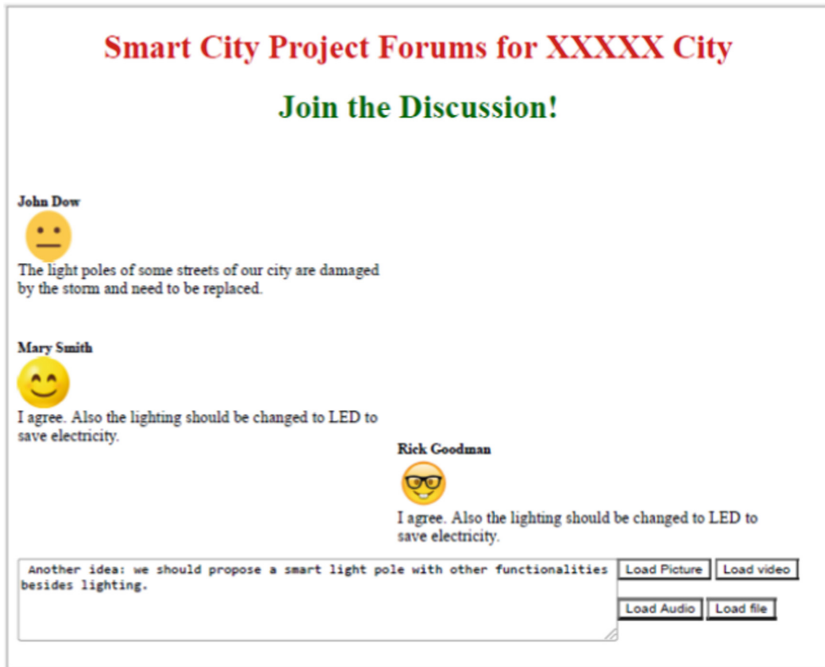 Smart City Project Forums for XXXXX City
Join the Discussion!
John Dow
The light poles of some streets of our city are damaged
by the storm and need to be replaced.
Mary Smith
I agree. Also the lighting should be changed to LED to
save electricity.
Rick Goodman
I agree. Also the lighting should be changed to LED to
save electricity.
Another idea: we should propose a smart light pole with other functionalities
besides lighting.
Load Picture Load video
Load Audio Load file